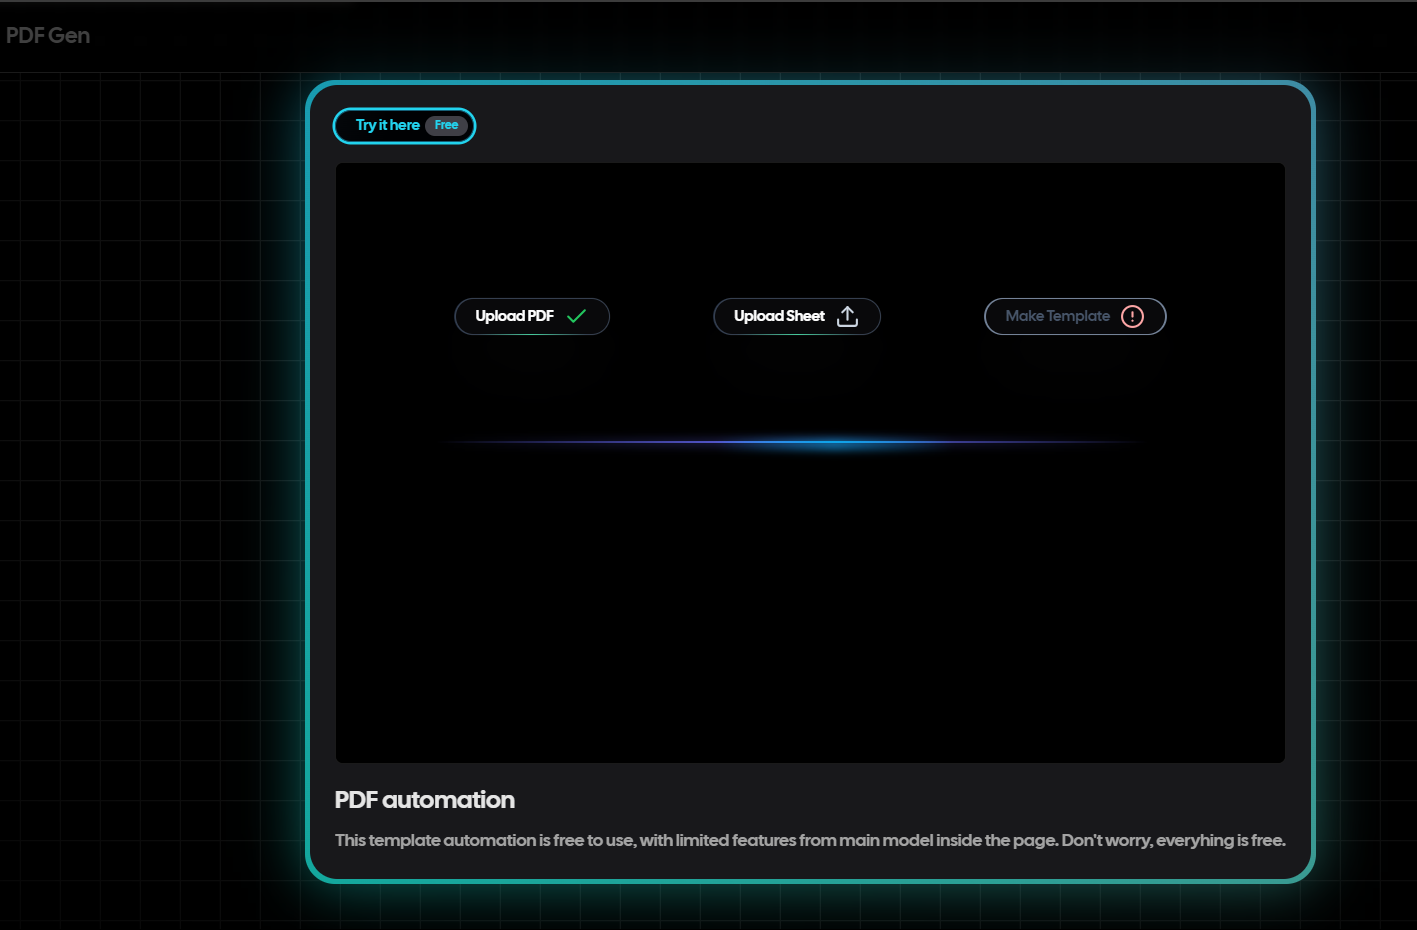 PDF Gen
Try it here Free
Upload PDF
Upload Sheet
Make Template
PDF automation
This template automation is free to use, with limited features from main model inside the page. Don't worry, everyhing is free.